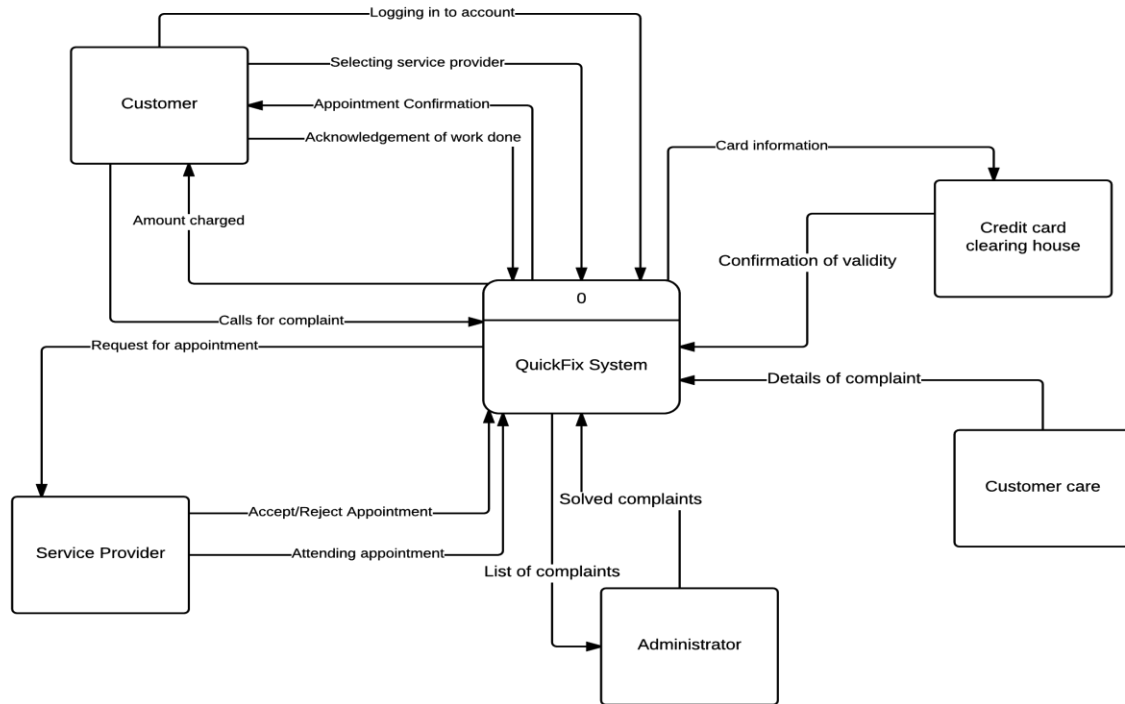 Logging in to account
Selecting service provider
Customer
Appointment Confirmation
Acknowledgement of work done
Card information
Amount charged
Credit card
clearing house
Confirmation of validity
0
Calls for complaint
Request for appointment
QuickFix System
Details of complaint
Customer care
Solved complaints
Accept/Reject Appointment
Service Provider
Attending appointment
List of complaints
Administrator